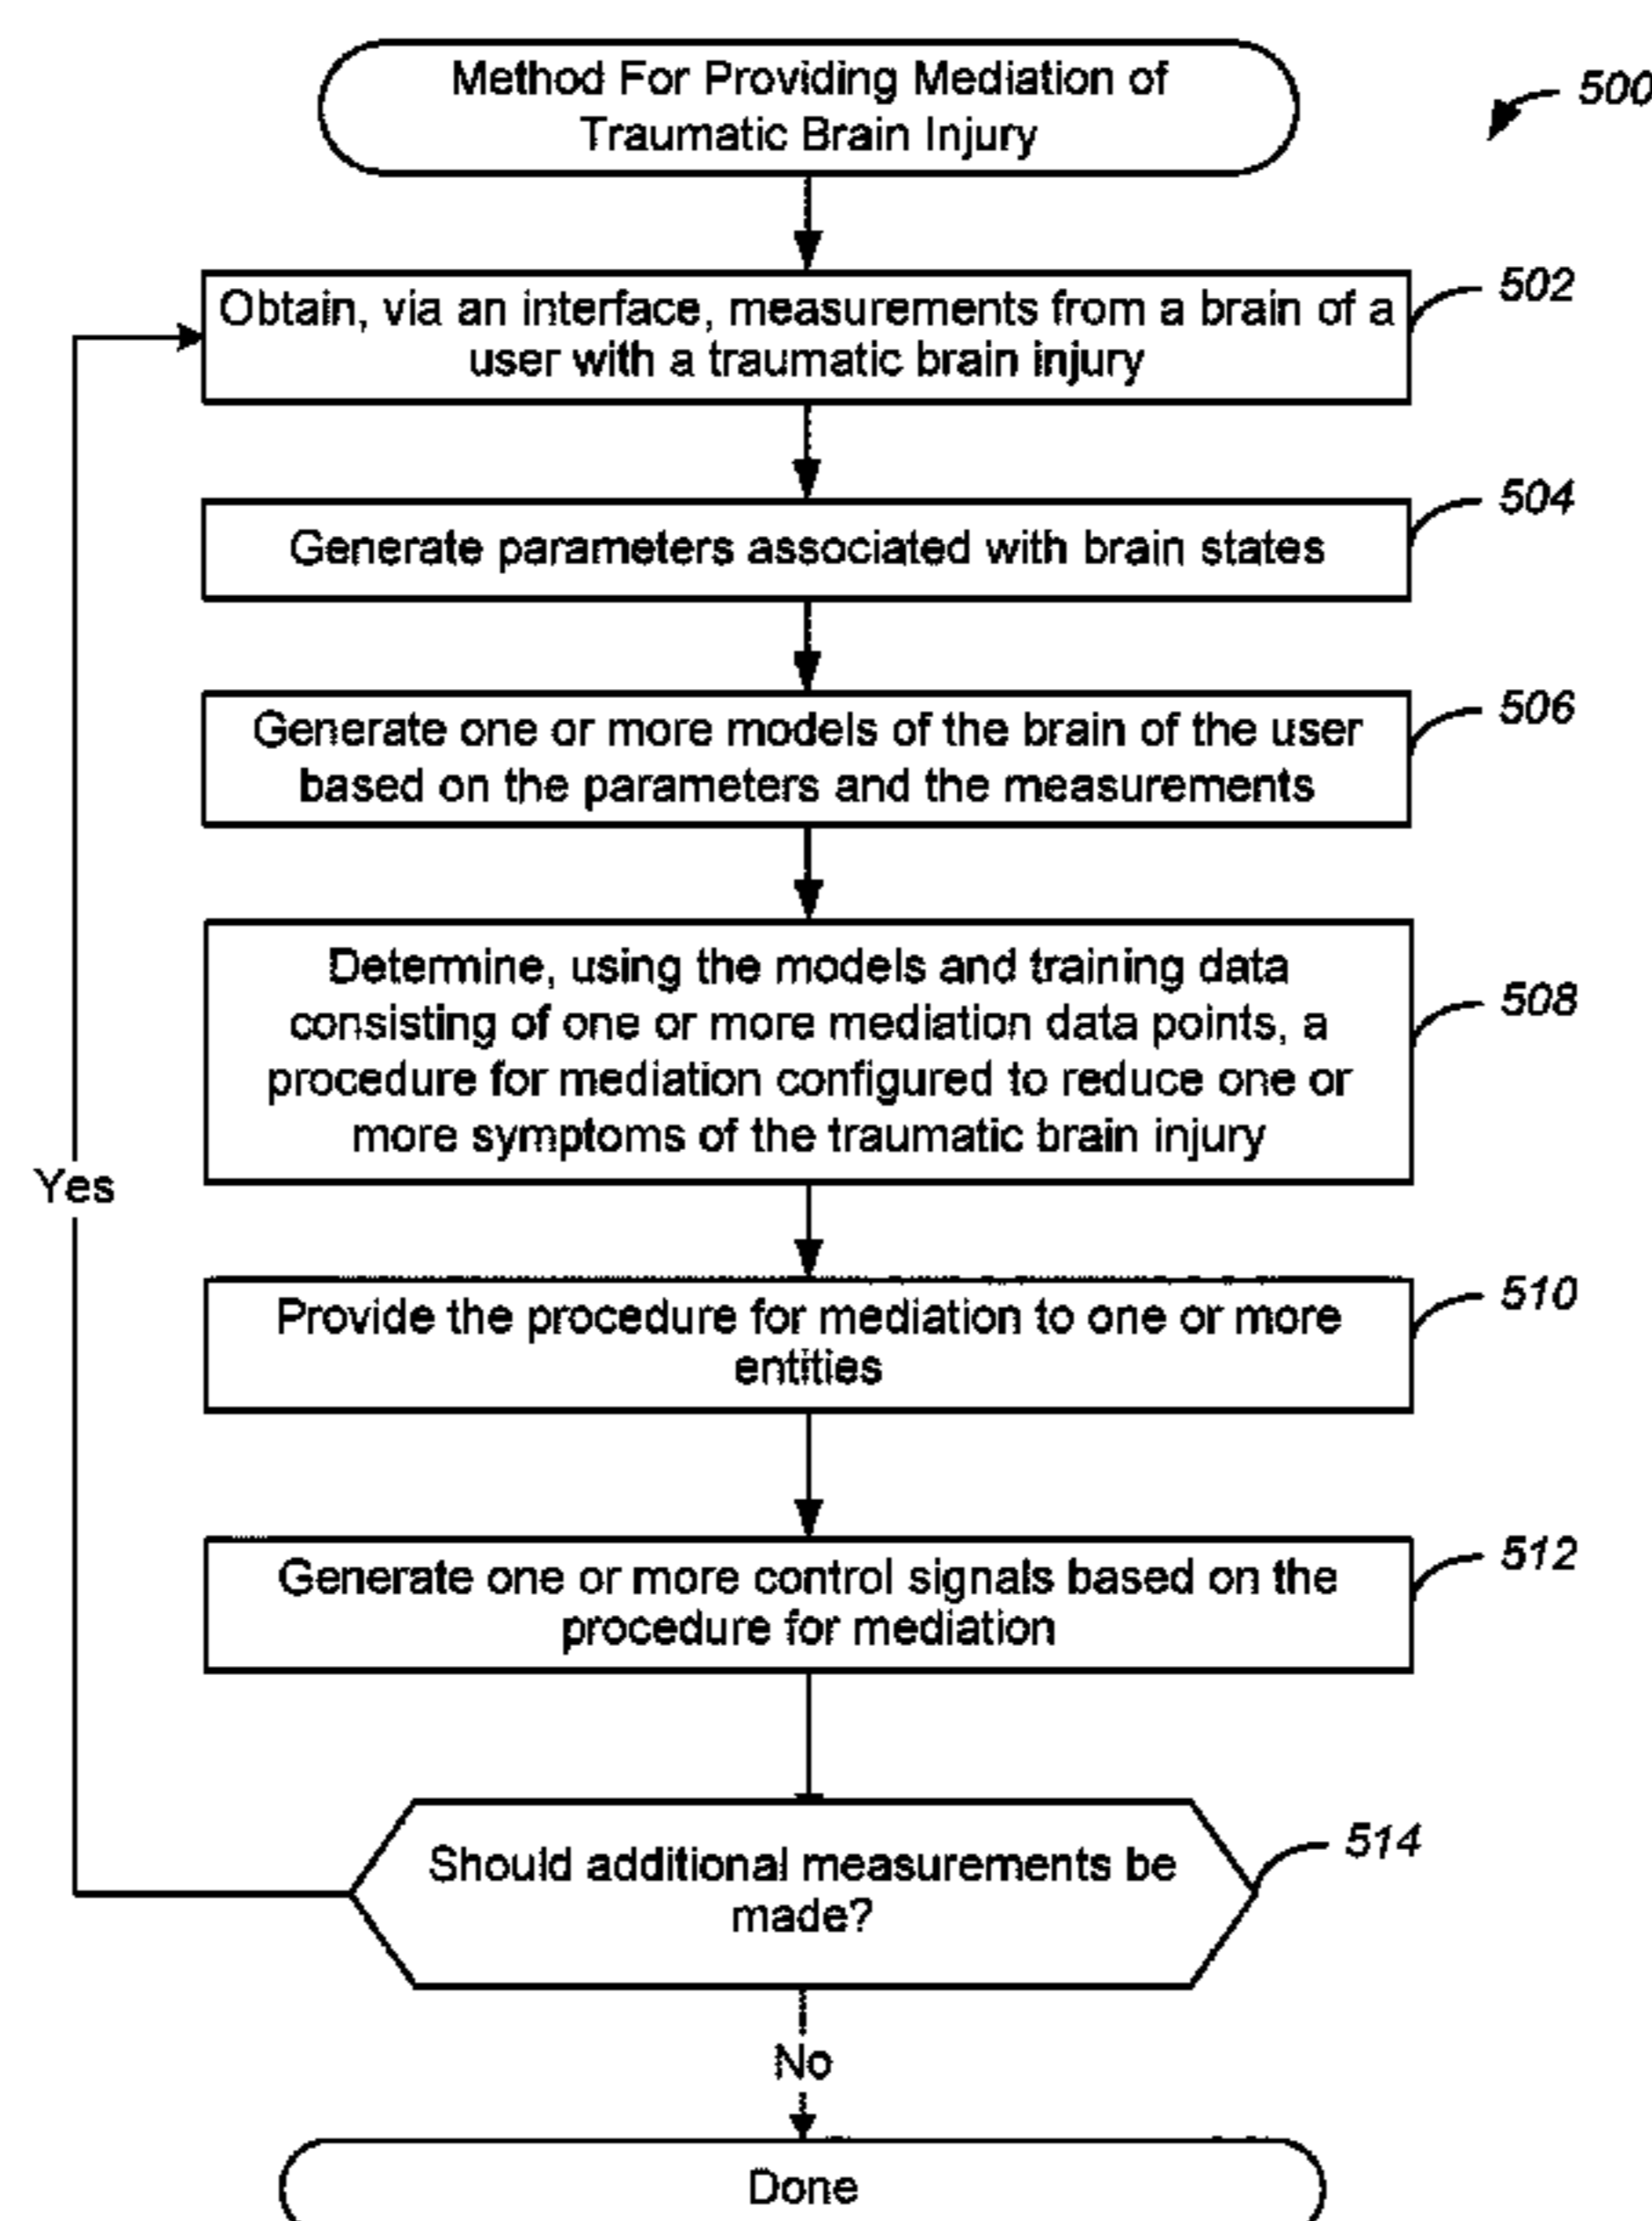 Method For Providing Mediation of
Traumatic Brain Injury
500
Obtain, via an interface, measurements from a brain of a
user with a traumatic brain injury
502
Generate parameters associated with brain states
504
Generate one or more models of the brain of the user
based on the parameters and the measurements
506
Determine, using the models and training data
consisting of one or more mediation data points, a
procedure for mediation configured to reduce one or
more symptoms of the traumatic brain injury
508
Yes
Provide the procedure for mediation to one or more
entities
510
Generate one or more control signals based on the
procedure for mediation
512
Should additional measurements be
made?
514
No
Done